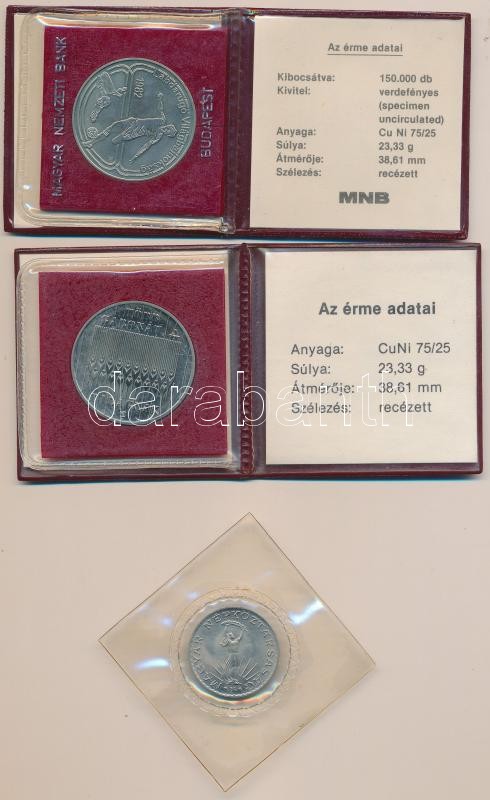 MAGYAR NEMZETI BANK
1982
Labdarúgó Világbajnokság
BUDAPEST
Az érme adatai
Kibocsátva: 150.000 db
Kivitel: verdefényes
(specimen
uncirculated)
Anyaga: Cu Ni 75/25
Súlya: 23,33 g
Átmérője: 38,61 mm
Szélezés: recézett
MNB
Az érme adatai
Anyaga: CuNi 75/25
Súlya: 23,33 g
Átmérője: 38,61 mm
Szélezés: recézett
darabanth
MAGYAR NÉPKÖZTÁRSASÁG